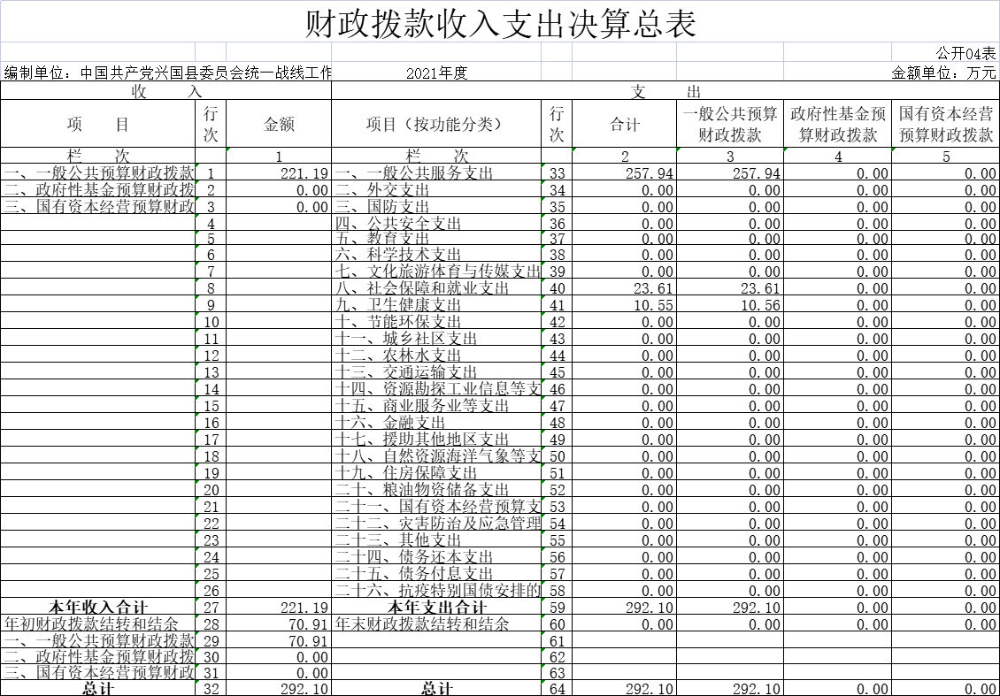 财政拨款收入支出决算总表
公开04表
编制单位：中国共产党兴国县委员会统一战线工作 2021年度 金额单位：万元
收 入 支 出
项 目 行次 金额 项目（按功能分类） 行次 合计 一般公共预算财政拨款 政府性基金预算财政拨款 国有资本经营预算财政拨款
栏 次 1 栏 次 2 3 4 5
一、一般公共预算财政拨款 1 221.19 一、一般公共服务支出 33 257.94 257.94 0.00 0.00
二、政府性基金预算财政拨 2 0.00 二、外交支出 34 0.00 0.00 0.00 0.00
三、国有资本经营预算财政 3 0.00 三、国防支出 35 0.00 0.00 0.00 0.00
4 四、公共安全支出 36 0.00 0.00 0.00 0.00
5 五、教育支出 37 0.00 0.00 0.00 0.00
6 六、科学技术支出 38 0.00 0.00 0.00 0.00
7 七、文化旅游体育与传媒支出 39 0.00 0.00 0.00 0.00
8 八、社会保障和就业支出 40 23.61 23.61 0.00 0.00
9 九、卫生健康支出 41 10.55 10.56 0.00 0.00
10 十、节能环保支出 42 0.00 0.00 0.00 0.00
11 十一、城乡社区支出 43 0.00 0.00 0.00 0.00
12 十二、农林水支出 44 0.00 0.00 0.00 0.00
13 十三、交通运输支出 45 0.00 0.00 0.00 0.00
14 十四、资源勘探工业信息等支 46 0.00 0.00 0.00 0.00
15 十五、商业服务业等支出 47 0.00 0.00 0.00 0.00
16 十六、金融支出 48 0.00 0.00 0.00 0.00
17 十七、援助其他地区支出 49 0.00 0.00 0.00 0.00
18 十八、自然资源海洋气象等支 50 0.00 0.00 0.00 0.00
19 十九、住房保障支出 51 0.00 0.00 0.00 0.00
20 二十、粮油物资储备支出 52 0.00 0.00 0.00 0.00
21 二十一、国有资本经营预算支 53 0.00 0.00 0.00 0.00
22 二十二、灾害防治及应急管理 54 0.00 0.00 0.00 0.00
23 二十三、其他支出 55 0.00 0.00 0.00 0.00
24 二十四、债务还本支出 56 0.00 0.00 0.00 0.00
25 二十五、债务付息支出 57 0.00 0.00 0.00 0.00
26 二十六、抗疫特别国债安排的 58 0.00 0.00 0.00 0.00
本年收入合计 27 221.19 本年支出合计 59 292.10 292.10 0.00 0.00
年初财政拨款结转和结余 28 70.91 年末财政拨款结转和结余 60 0.00 0.00 0.00 0.00
一、一般公共预算财政拨款 29 70.91 61
二、政府性基金预算财政拨 30 0.00 62
三、国有资本经营预算财政 31 0.00 63
总计 32 292.10 总计 64 292.10 292.10 0.00 0.00